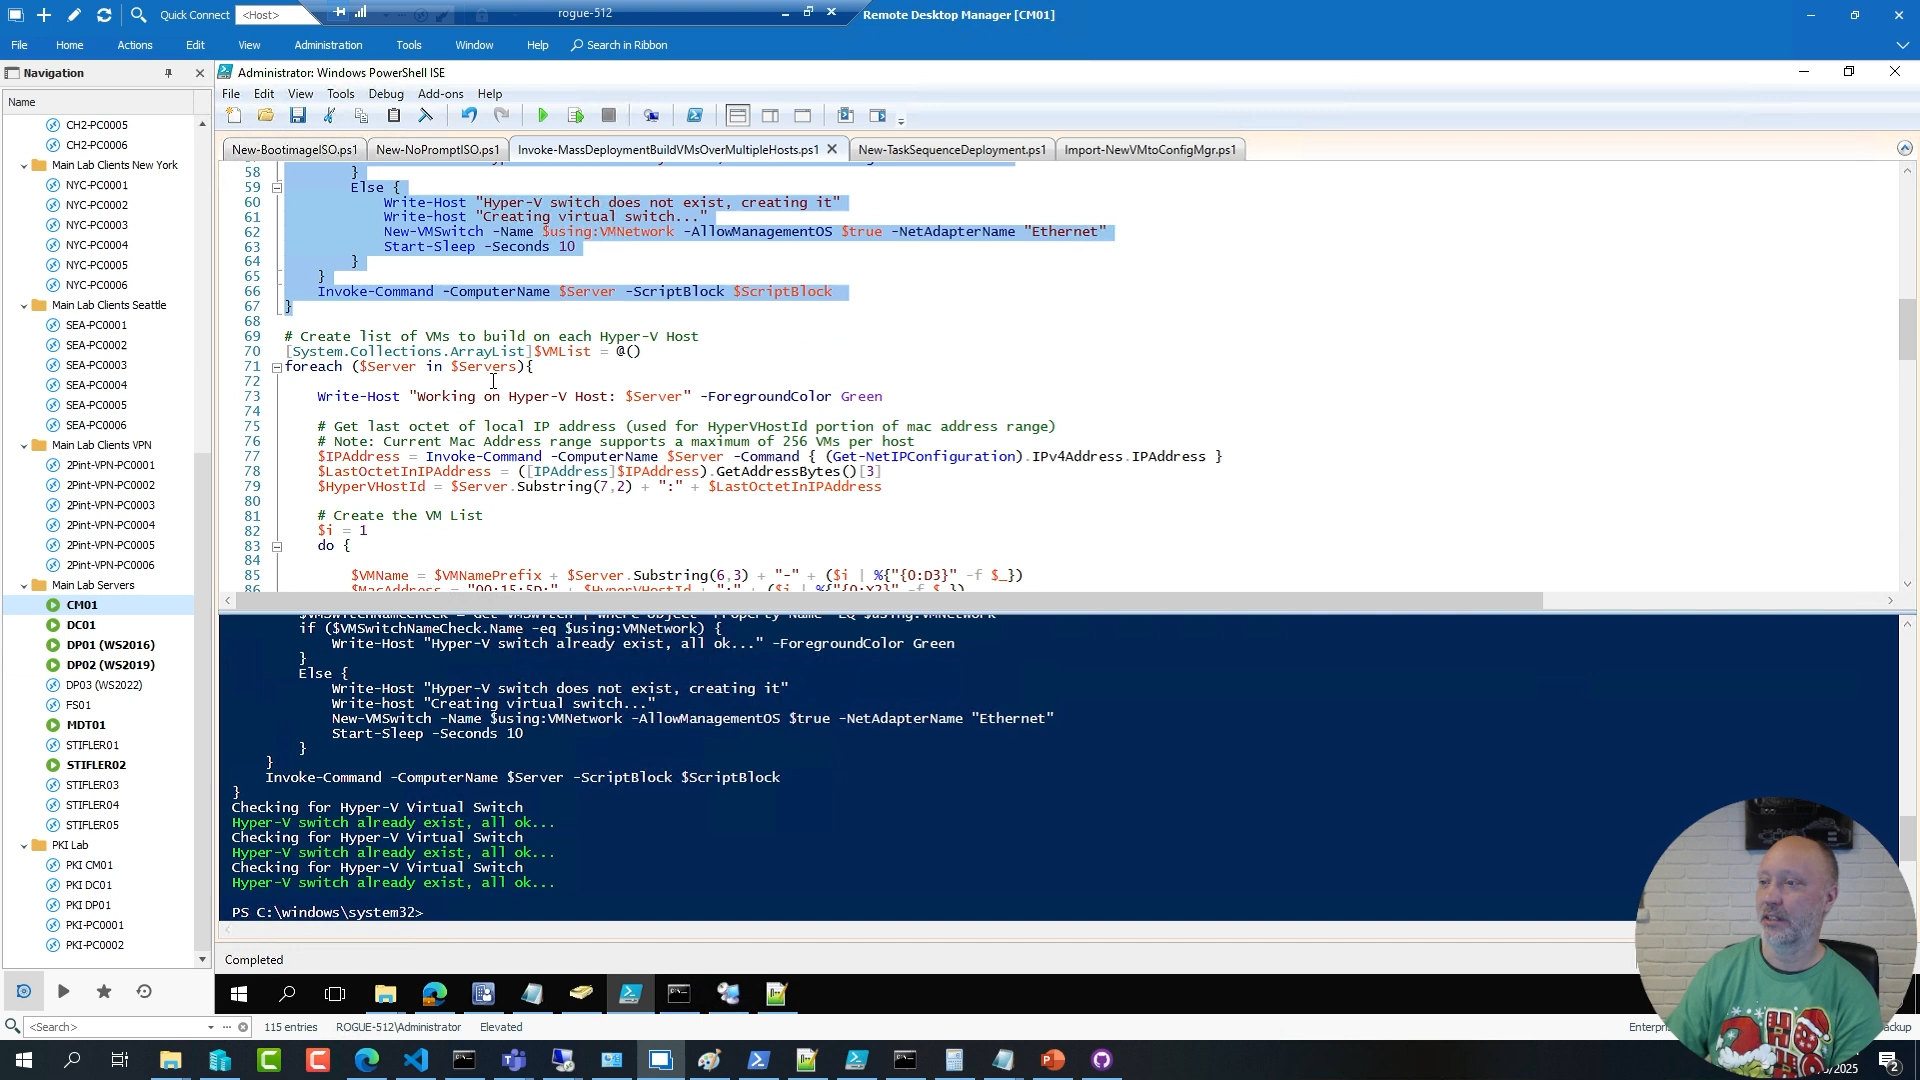 Quick Connect <Host>
rogue-512
Remote Desktop Manager [CM01]
File Home Actions Edit View Administration Tools Window Help Search in Ribbon
Navigation
Name
CH2-PC0005
CH2-PC0006
Main Lab Clients New York
NYC-PC0001
NYC-PC0002
NYC-PC0003
NYC-PC0004
NYC-PC0005
NYC-PC0006
Main Lab Clients Seattle
SEA-PC0001
SEA-PC0002
SEA-PC0003
SEA-PC0004
SEA-PC0005
SEA-PC0006
Main Lab Clients VPN
2Pint-VPN-PC0001
2Pint-VPN-PC0002
2Pint-VPN-PC0003
2Pint-VPN-PC0004
2Pint-VPN-PC0005
2Pint-VPN-PC0006
Main Lab Servers
CM01
DC01
DP01 (WS2016)
DP02 (WS2019)
DP03 (WS2022)
FS01
MDT01
STIFLER01
STIFLER02
STIFLER03
STIFLER04
STIFLER05
PKI Lab
PKI CM01
PKI DC01
PKI DP01
PKI-PC0001
PKI-PC0002
Administrator: Windows PowerShell ISE
File Edit View Tools Debug Add-ons Help
New-BootimageISO.ps1 New-NoPromptISO.ps1 Invoke-MassDeploymentBuildVMsOverMultipleHosts.ps1 New-TaskSequenceDeployment.ps1 Import-NewVMtoConfigMgr.ps1
58 }
59 Else {
60 Write-Host "Hyper-V switch does not exist, creating it"
61 Write-host "Creating virtual switch..."
62 New-VMSwitch -Name $using:VMNetwork -AllowManagementOS $true -NetAdapterName "Ethernet"
63 Start-Sleep -Seconds 10
64 }
65 }
66 Invoke-Command -ComputerName $Server -ScriptBlock $ScriptBlock
67 }
68
69 # Create list of VMs to build on each Hyper-V Host
70 [System.Collections.ArrayList]$VMList = @()
71 foreach ($Server in $Servers){
72
73 Write-Host "Working on Hyper-V Host: $Server" -ForegroundColor Green
74
75 # Get last octet of local IP address (used for HyperVHostId portion of mac address range)
76 # Note: Current Mac Address range supports a maximum of 256 VMs per host
77 $IPAddress = Invoke-Command -ComputerName $Server -Command { (Get-NetIPConfiguration).IPv4Address.IPAddress }
78 $LastOctetInIPAddress = ([IPAddress]$IPAddress).GetAddressBytes()[3]
79 $HyperVHostId = $Server.Substring(7,2) + ":" + $LastOctetInIPAddress
80
81 # Create the VM List
82 $i = 1
83 do {
84
85 $VMName = $VMNamePrefix + $Server.Substring(6,3) + "-" + ($i | %{"{0:D3}" -f $_})
86 $MacAddress = "00:15:5D:" + $HyperVHostId + ":" + ($i | %{"{0:X2}" -f $_})
$VMSwitchNameCheck = Get-VMSwitch | Where-Object -Property Name -EQ $using:VMNetwork
if ($VMSwitchNameCheck.Name -eq $using:VMNetwork) {
Write-Host "Hyper-V switch already exist, all ok..." -ForegroundColor Green
}
Else {
Write-Host "Hyper-V switch does not exist, creating it"
Write-host "Creating virtual switch..."
New-VMSwitch -Name $using:VMNetwork -AllowManagementOS $true -NetAdapterName "Ethernet"
Start-Sleep -Seconds 10
}
}
Invoke-Command -ComputerName $Server -ScriptBlock $ScriptBlock
}
Checking for Hyper-V Virtual Switch
Hyper-V switch already exist, all ok...
Checking for Hyper-V Virtual Switch
Hyper-V switch already exist, all ok...
Checking for Hyper-V Virtual Switch
Hyper-V switch already exist, all ok...
PS C:\windows\system32>
Completed
<Search> 115 entries ROGUE-512\Administrator Elevated